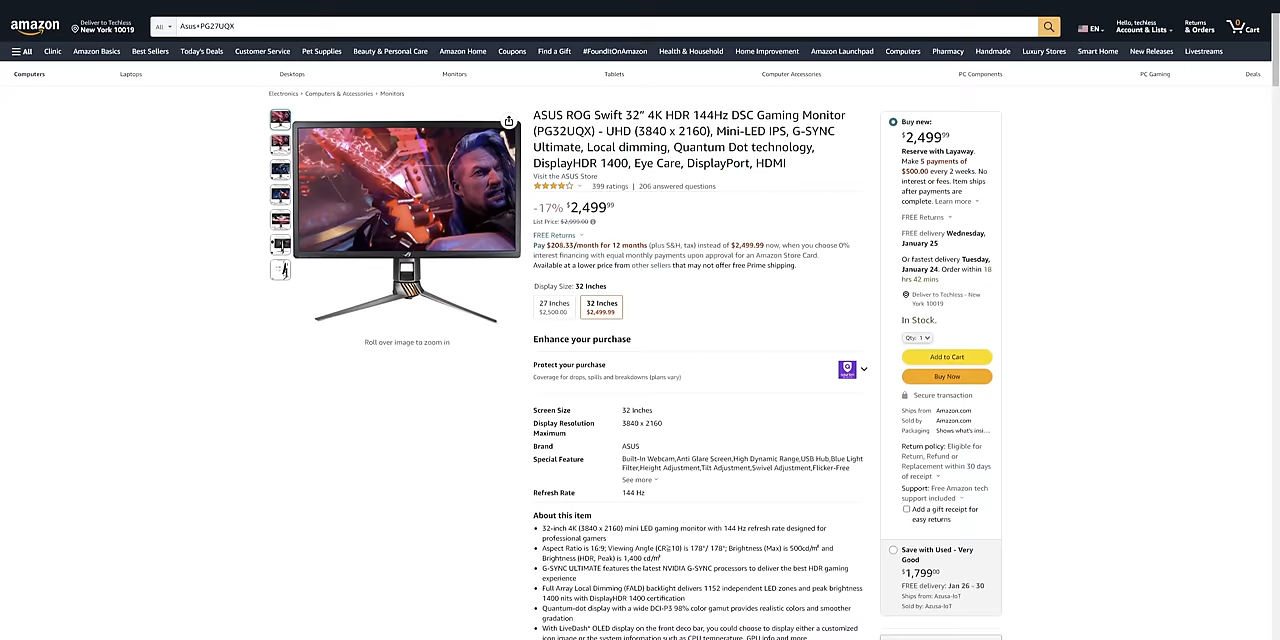 amazon
Deliver to Techless
New York 10019
All
Asus+PG27UQX
EN
Hello, techless
Account & Lists
Returns
& Orders
0
Cart
All
Clinic
Amazon Basics
Best Sellers
Today's Deals
Customer Service
Pet Supplies
Beauty & Personal Care
Amazon Home
Coupons
Find a Gift
#FoundItOnAmazon
Health & Household
Home Improvement
Amazon Launchpad
Computers
Pharmacy
Handmade
Luxury Stores
Smart Home
New Releases
Livestreams
Computers
Laptops
Desktops
Monitors
Tablets
Computer Accessories
PC Components
PC Gaming
Deals
Electronics › Computers & Accessories › Monitors
Roll over image to zoom in
ASUS ROG Swift 32” 4K HDR 144Hz DSC Gaming Monitor
(PG32UQX) - UHD (3840 x 2160), Mini-LED IPS, G-SYNC
Ultimate, Local dimming, Quantum Dot technology,
DisplayHDR 1400, Eye Care, DisplayPort, HDMI
Visit the ASUS Store
399 ratings | 206 answered questions
-17% $2,499⁹⁹
List Price: $2,999.00
FREE Returns
Pay $208.33/month for 12 months (plus S&H, tax) instead of $2,499.99 now, when you choose 0%
interest financing with equal monthly payments upon approval for an Amazon Store Card.
Available at a lower price from other sellers that may not offer free Prime shipping.
Display Size: 32 Inches
27 Inches
$2,500.00
32 Inches
$2,499.99
Enhance your purchase
Protect your purchase
Coverage for drops, spills and breakdowns (plans vary)
Screen Size 32 Inches
Display Resolution 3840 x 2160
Maximum
Brand ASUS
Special Feature Built-In Webcam,Anti Glare Screen,High Dynamic Range,USB Hub,Blue Light
Filter,Height Adjustment,Tilt Adjustment,Swivel Adjustment,Flicker-Free
See more
Refresh Rate 144 Hz
About this item
• 32-inch 4K (3840 x 2160) mini LED gaming monitor with 144 Hz refresh rate designed for
professional gamers
• Aspect Ratio is 16:9; Viewing Angle (CR≧10) is 178°/ 178°; Brightness (Max) is 500cd/㎡ and
Brightness (HDR, Peak) is 1,400 cd/㎡
• G-SYNC ULTIMATE features the latest NVIDIA G-SYNC processors to deliver the best HDR gaming
experience
• Full Array Local Dimming (FALD) backlight delivers 1152 independent LED zones and peak brightness
1400 nits with DisplayHDR 1400 certification
• Quantum-dot display with a wide DCI-P3 98% color gamut provides realistic colors and smoother
gradation
• With LiveDash* OLED display on the front deco bar, you could choose to display either a customized
icon image or the system information such as CPU temperature, GPU info and more
Buy new:
$2,499⁹⁹
Reserve with Layaway.
Make 5 payments of
$500.00 every 2 weeks. No
interest or fees. Item ships
after payments are
complete. Learn more
FREE Returns
FREE delivery Wednesday,
January 25
Or fastest delivery Tuesday,
January 24. Order within 18
hrs 42 mins
Deliver to Techless - New
York 10019
In Stock.
Qty: 1
Add to Cart
Buy Now
Secure transaction
Ships from Amazon.com
Sold by Amazon.com
Packaging Shows what's insi...
Return policy: Eligible for
Return, Refund or
Replacement within 30 days
of receipt
Support: Free Amazon tech
support included
Add a gift receipt for
easy returns
Save with Used - Very
Good
$1,799⁰⁰
FREE delivery: Jan 26 - 30
Ships from: Azusa-IoT
Sold by: Azusa-IoT